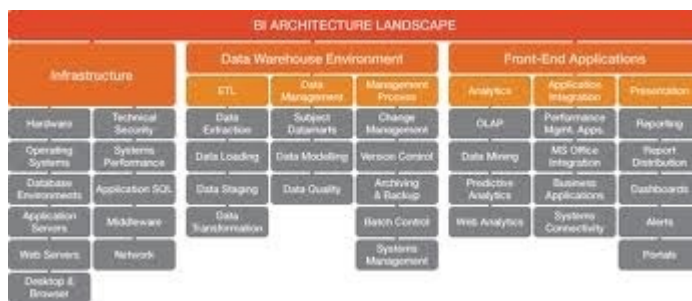 BI ARCHITECTURE LANDSCAPE
Infrastructure
Hardware
Operating
Systems
Database
Environments
Application
Servers
Web Servers
Desktop &
Browser
Technical
Security
Systems
Performance
Application SQL
Middleware
Network
Data Warehouse Environment
ETL
Data
Extraction
Data Loading
Data Staging
Data
Transformation
Data
Management
Subject
Datamarts
Data Modelling
Data Quality
Management
Process
Change
Management
Version Control
Archiving
& Backup
Batch Control
Systems
Management
Front-End Applications
Analytics
OLAP
Data Mining
Predictive
Analytics
Web Analytics
Application
Integration
Performance
Mgmt. Apps.
MS Office
Integration
Business
Applications
Systems
Connectivity
Presentation
Reporting
Report
Distribution
Dashboards
Alerts
Portals